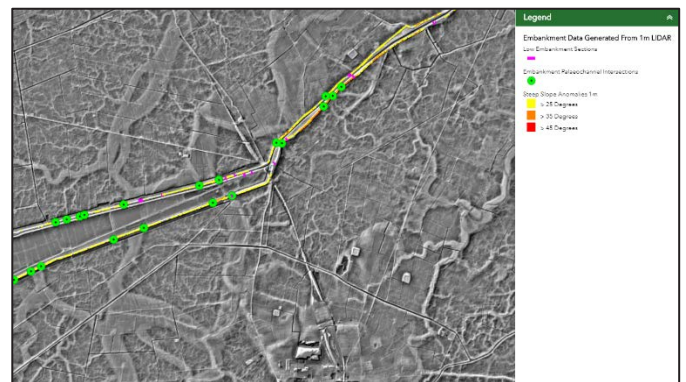 Legend
Embankment Data Generated From 1m LIDAR
Low Embankment Sections
Embankment Palaeochannel Intersections
Steep Slope Anomalies 1m
> 25 Degrees
> 35 Degrees
> 45 Degrees